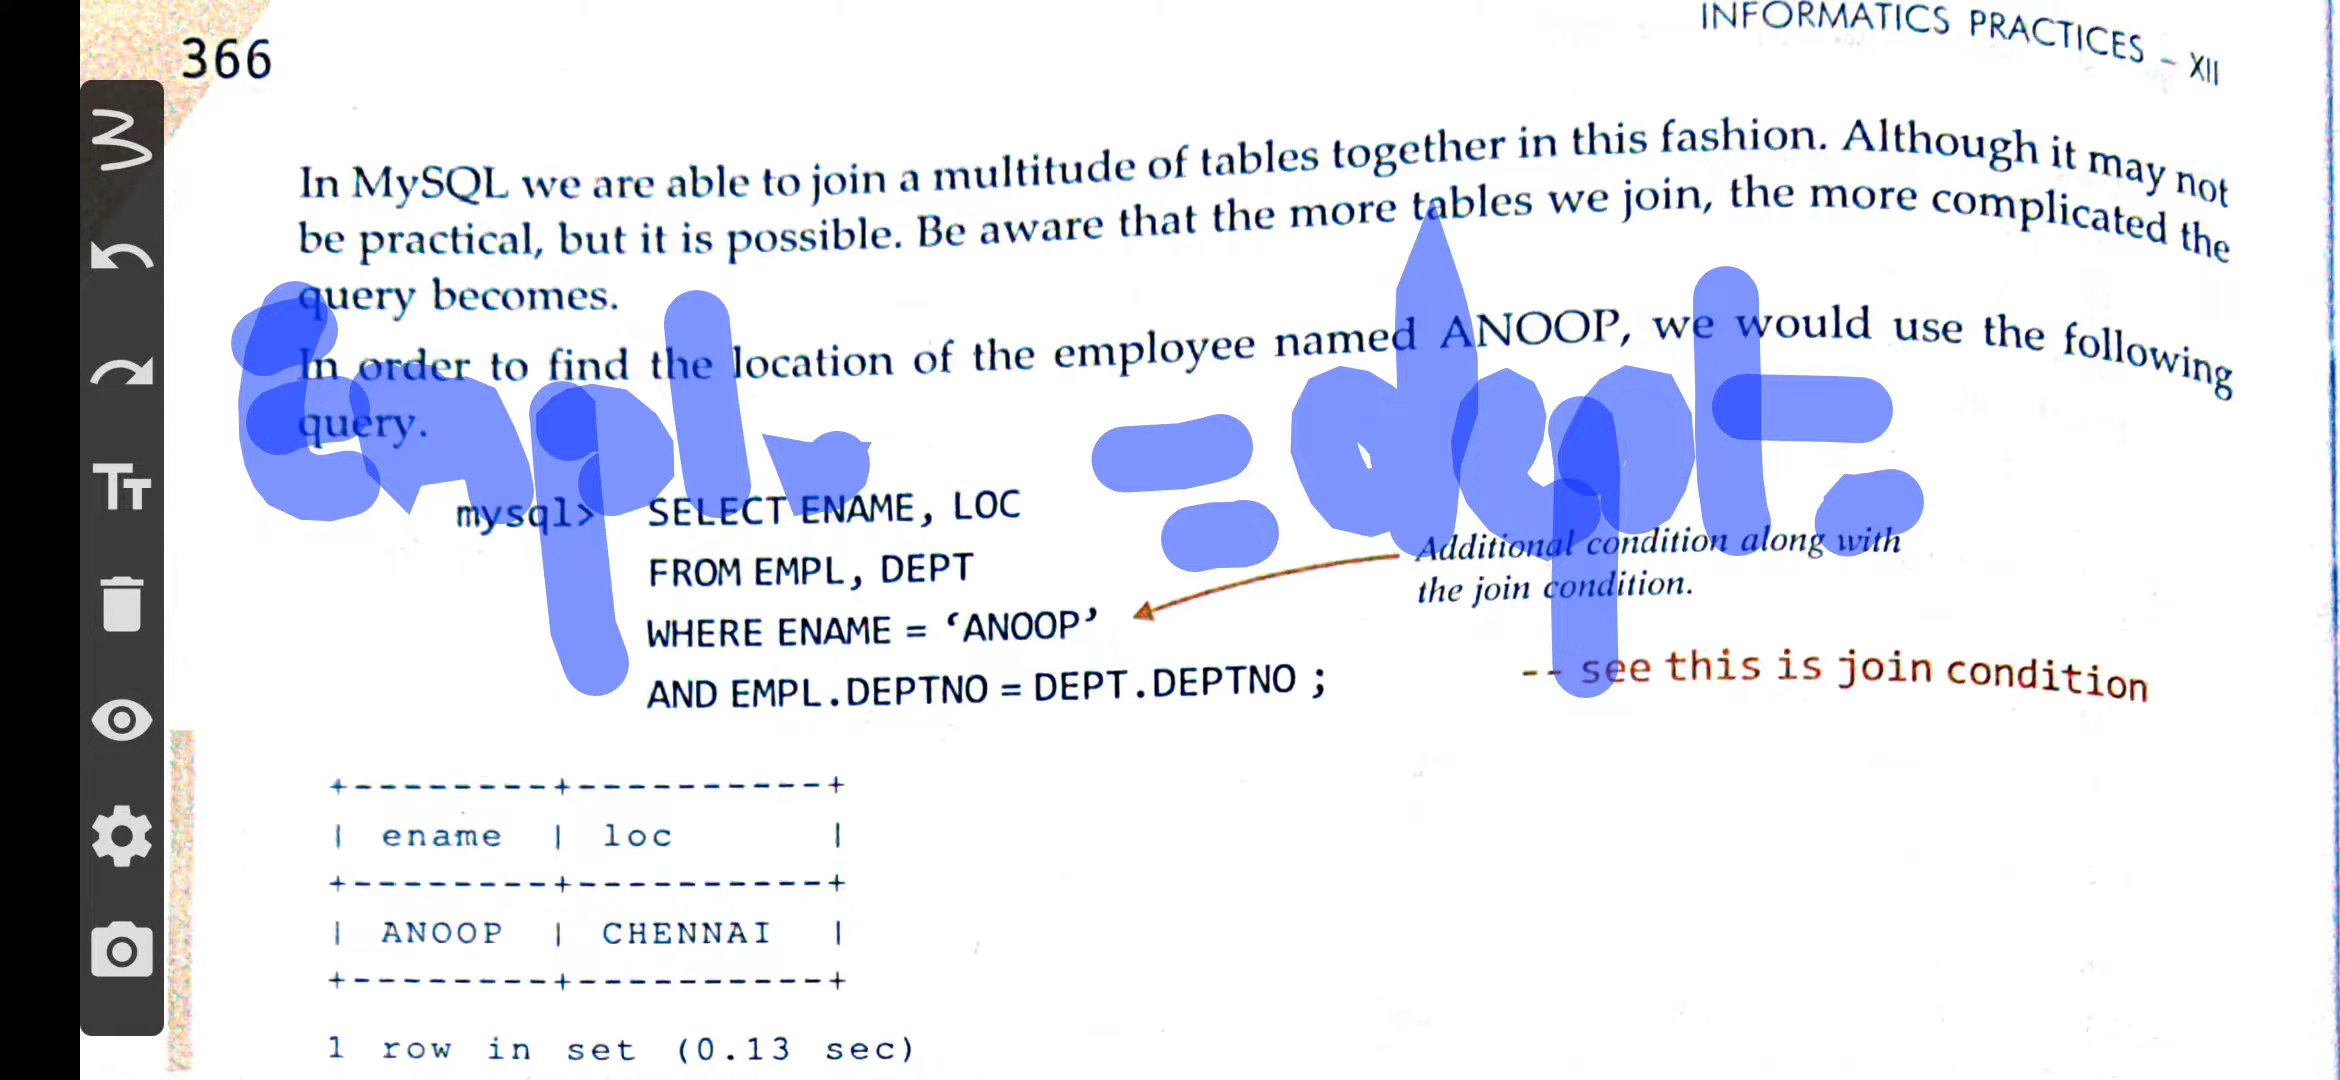 366
INFORMATICS PRACTICES – XII
In MySQL we are able to join a multitude of tables together in this fashion. Although it may not
be practical, but it is possible. Be aware that the more tables we join, the more complicated the
query becomes.
In order to find the location of the employee named ANOOP, we would use the following
query.
Empl. = dept.
mysql> SELECT ENAME, LOC
FROM EMPL, DEPT
WHERE ENAME = ‘ANOOP’
AND EMPL.DEPTNO = DEPT.DEPTNO ;
Additional condition along with
the join condition.
-- see this is join condition
+---------+-----------+
| ename | loc |
+---------+-----------+
| ANOOP | CHENNAI |
+---------+-----------+
1 row in set (0.13 sec)
Tт